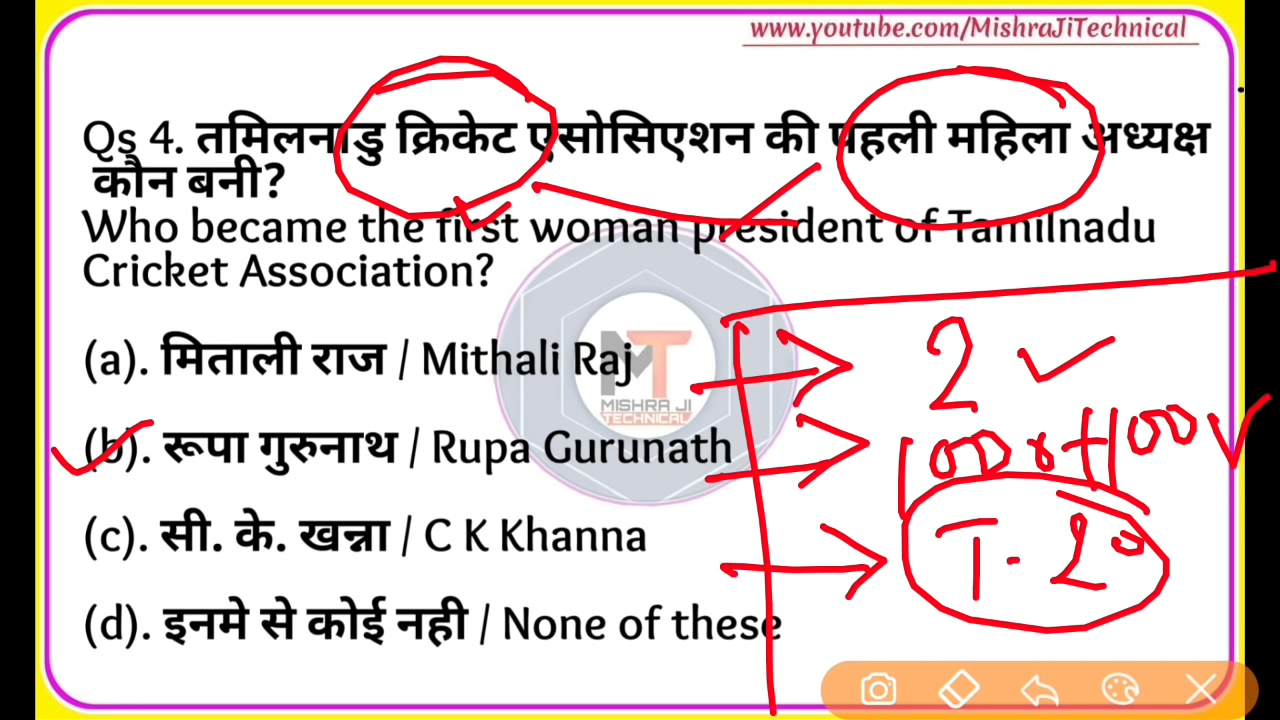 www.youtube.com/MishraJiTechnical
Qs 4. तमिलनाडु क्रिकेट एसोसिएशन की पहली महिला अध्यक्ष
कौन बनी?
Who became the first woman president of Tamilnadu
Cricket Association?
(a). मिताली राज / Mithali Raj
(b). रूपा गुरुनाथ / Rupa Gurunath
(c). सी. के. खन्ना / C K Khanna
(d). इनमे से कोई नही / None of these
MT
MISHRA JI
TECHNICAL
2
T-20